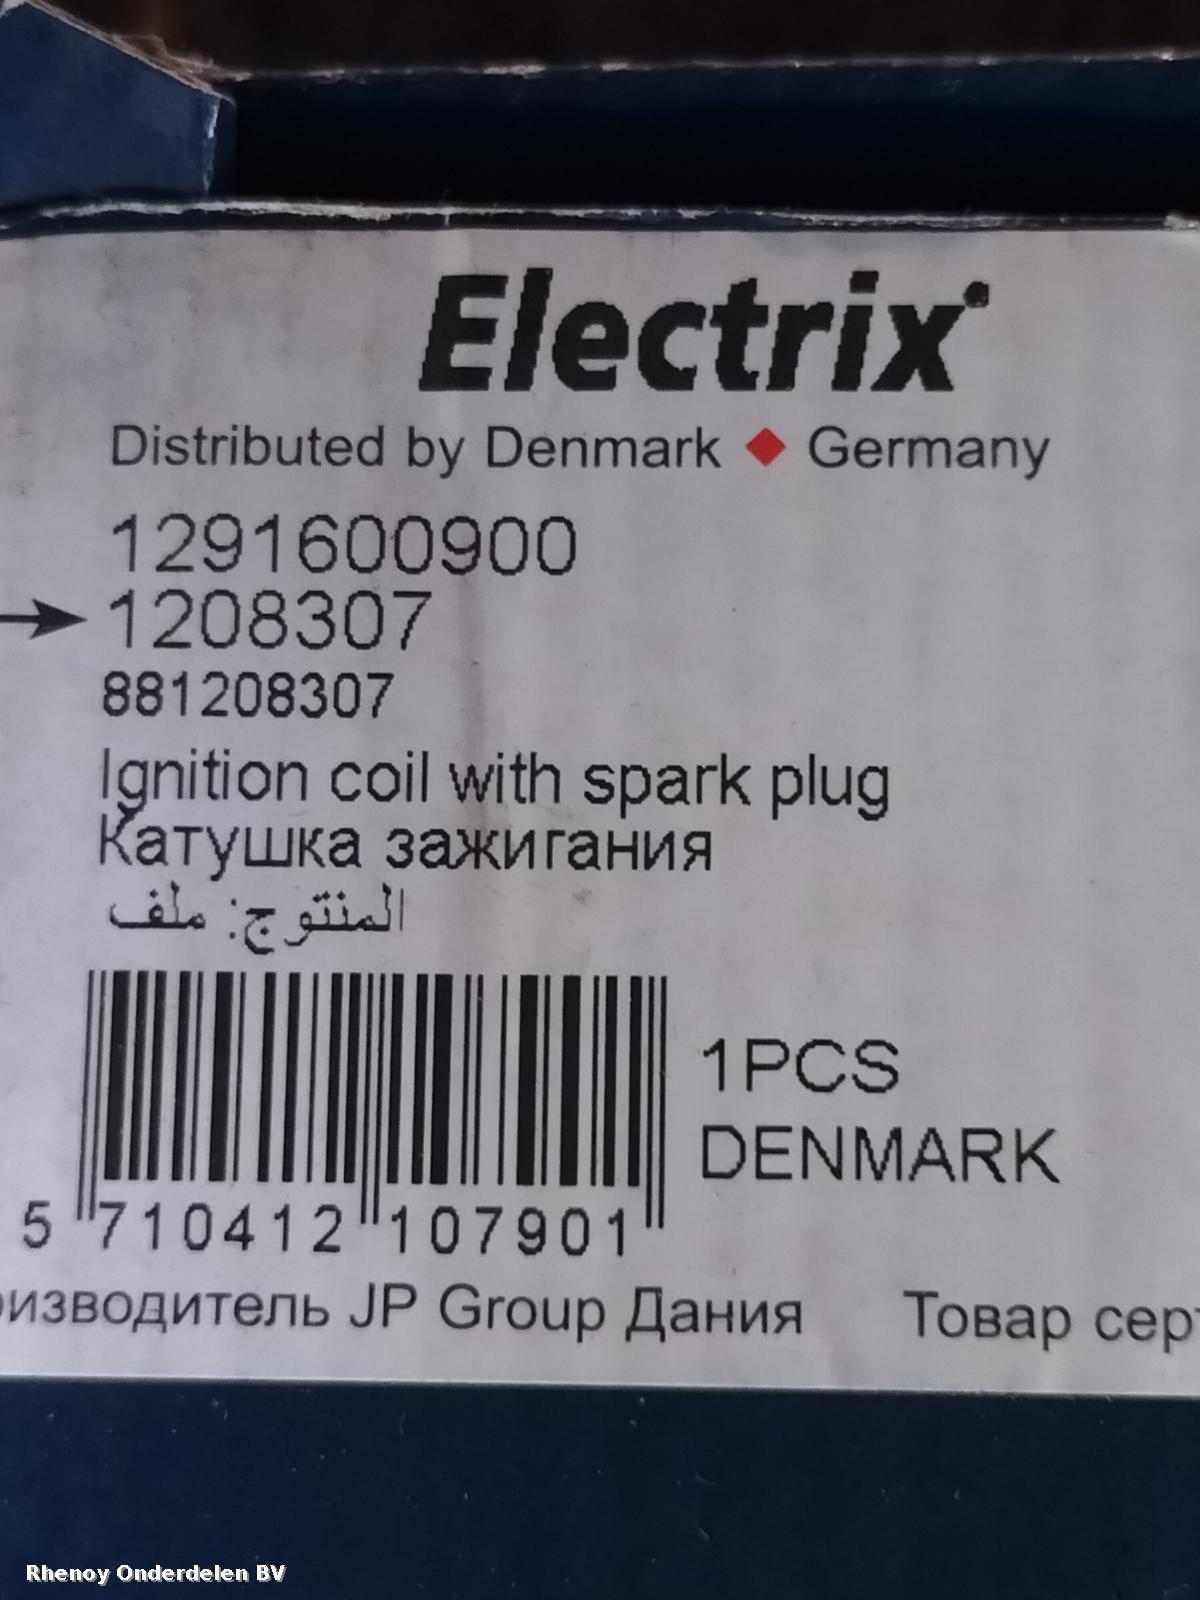 Electrix
Distributed by Denmark ♦ Germany
1291600900
1208307
881208307
Ignition coil with spark plug
Катушка зажигания
المنتوج: ملف
1PCS
DENMARK
5 710412 107901
изводитель JP Group Дания Товар сер
Rhenoy Onderdelen BV